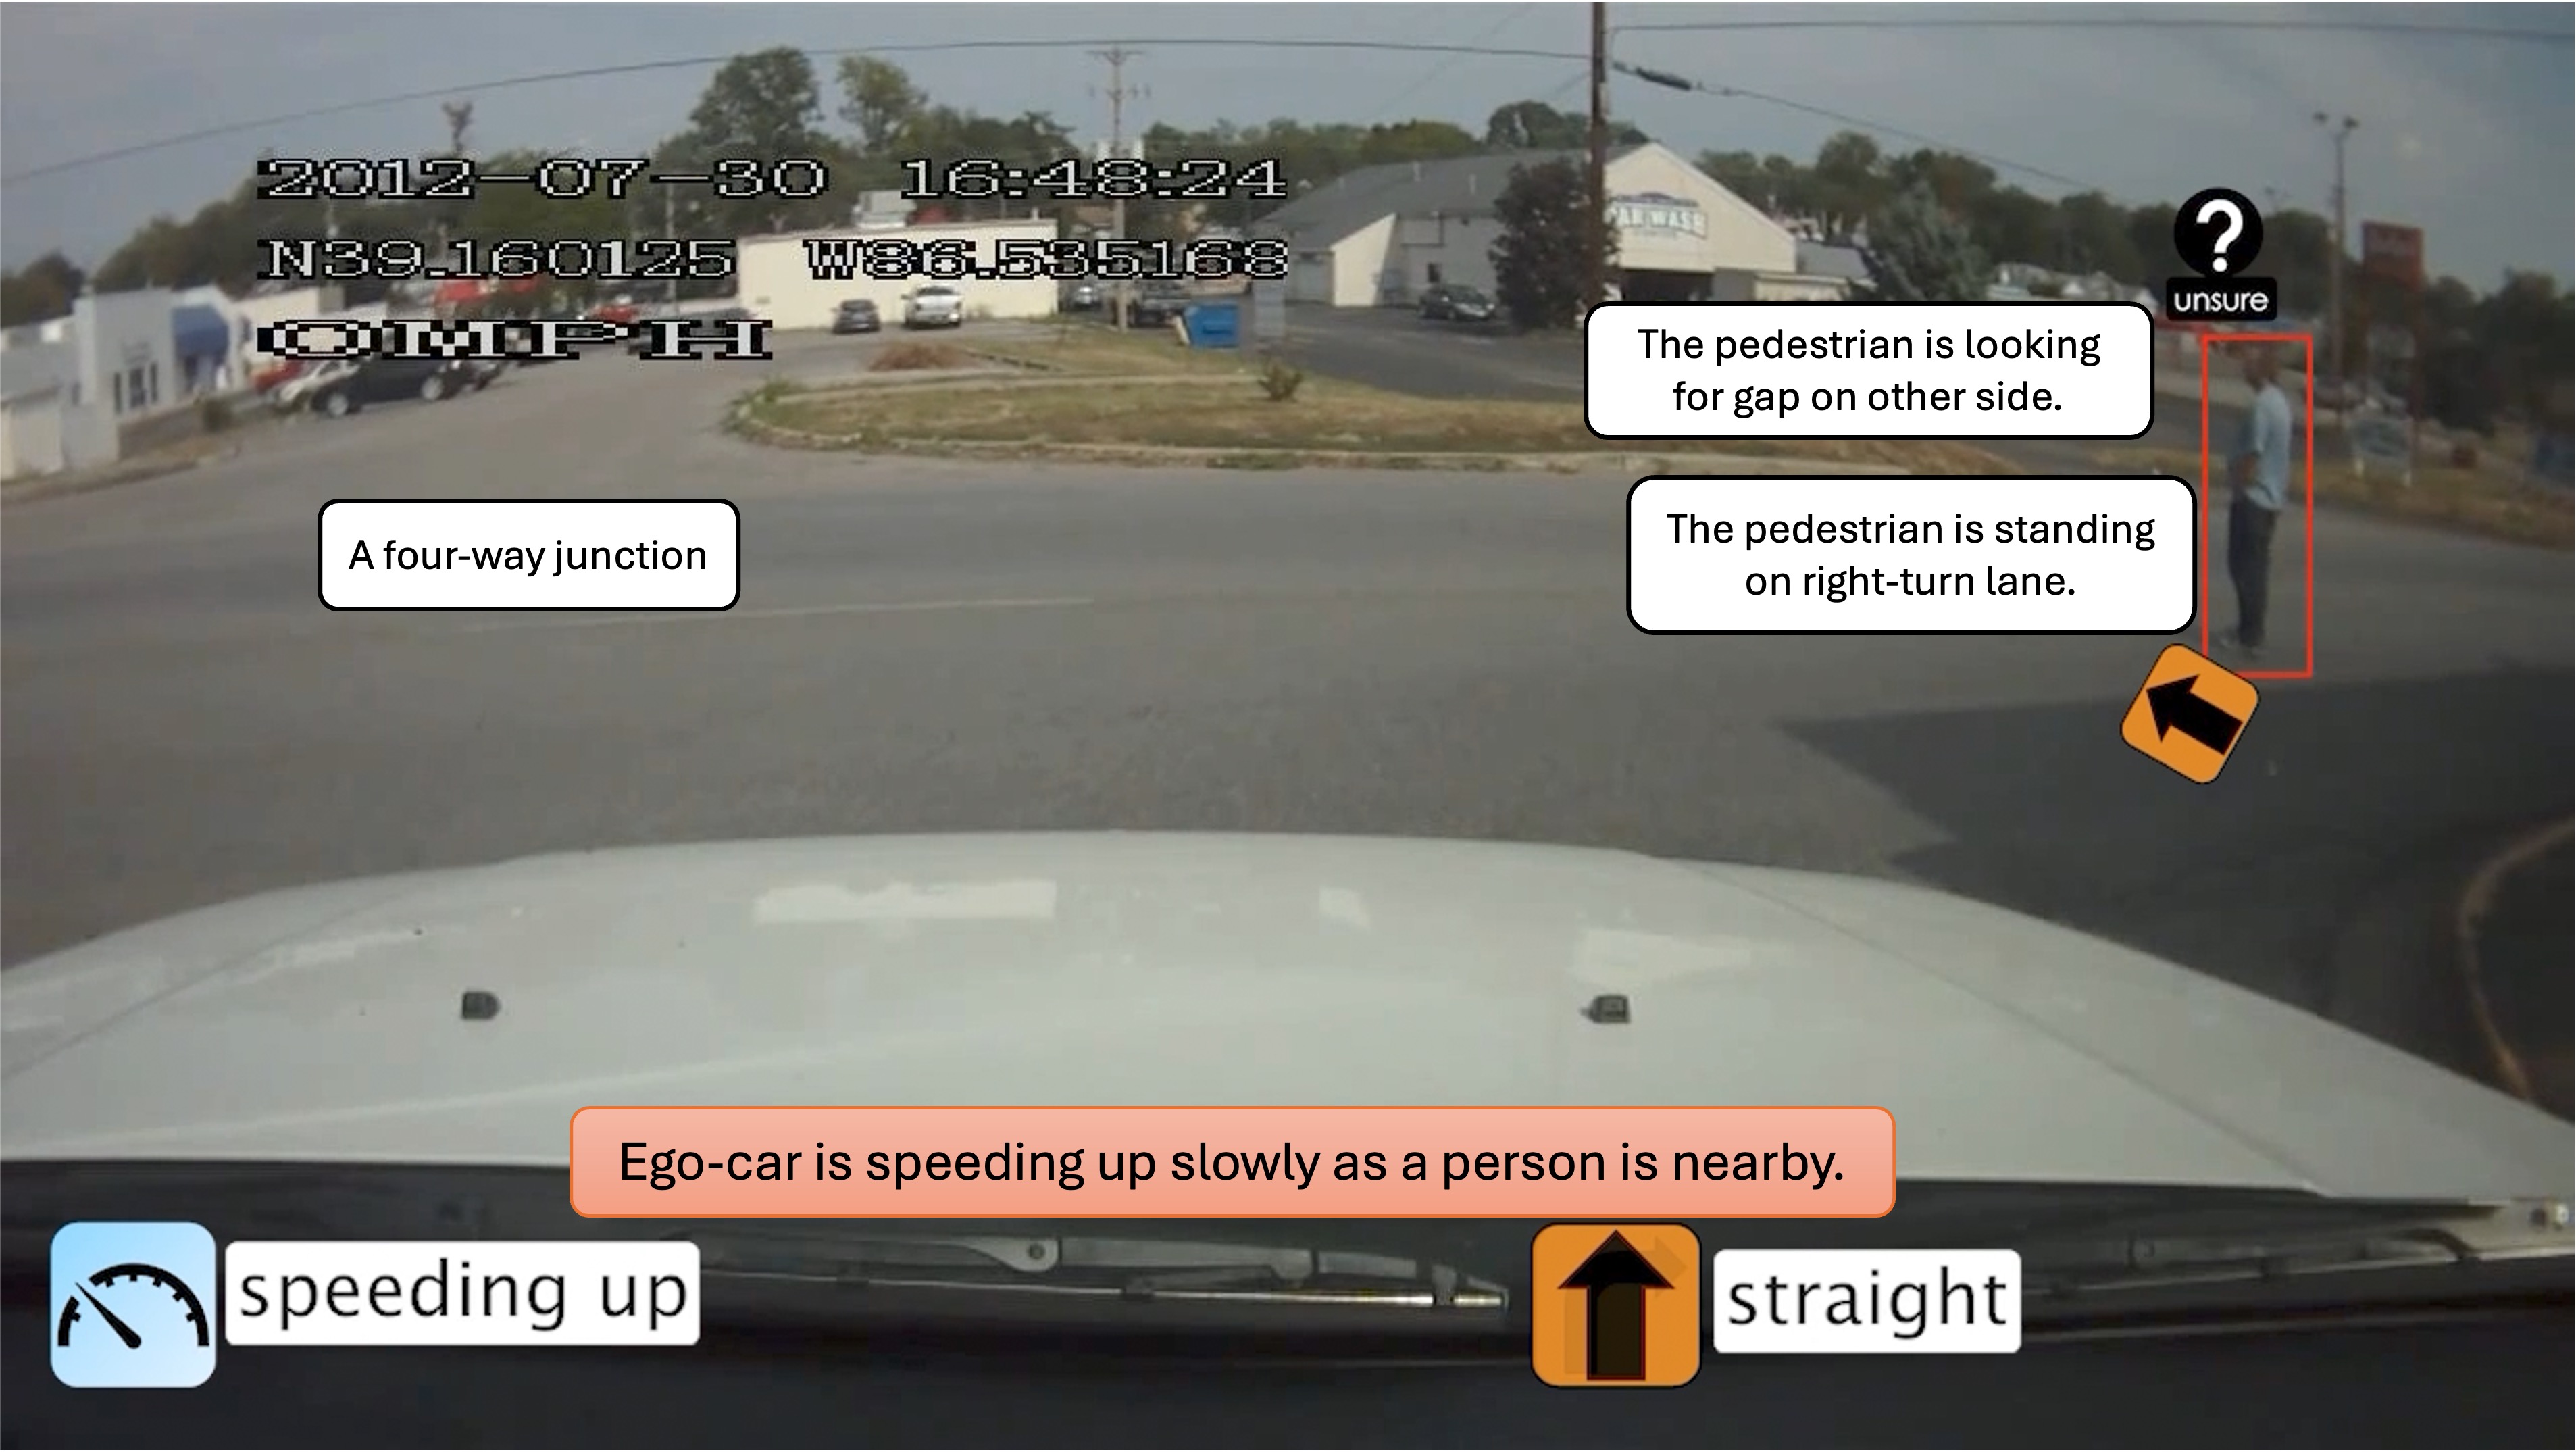 2012-07-30 16:48:24
N39.160125 W86.535168
0MPH
CAR WASH
unsure
The pedestrian is looking
for gap on other side.
The pedestrian is standing
on right-turn lane.
A four-way junction
Ego-car is speeding up slowly as a person is nearby.
speeding up
straight